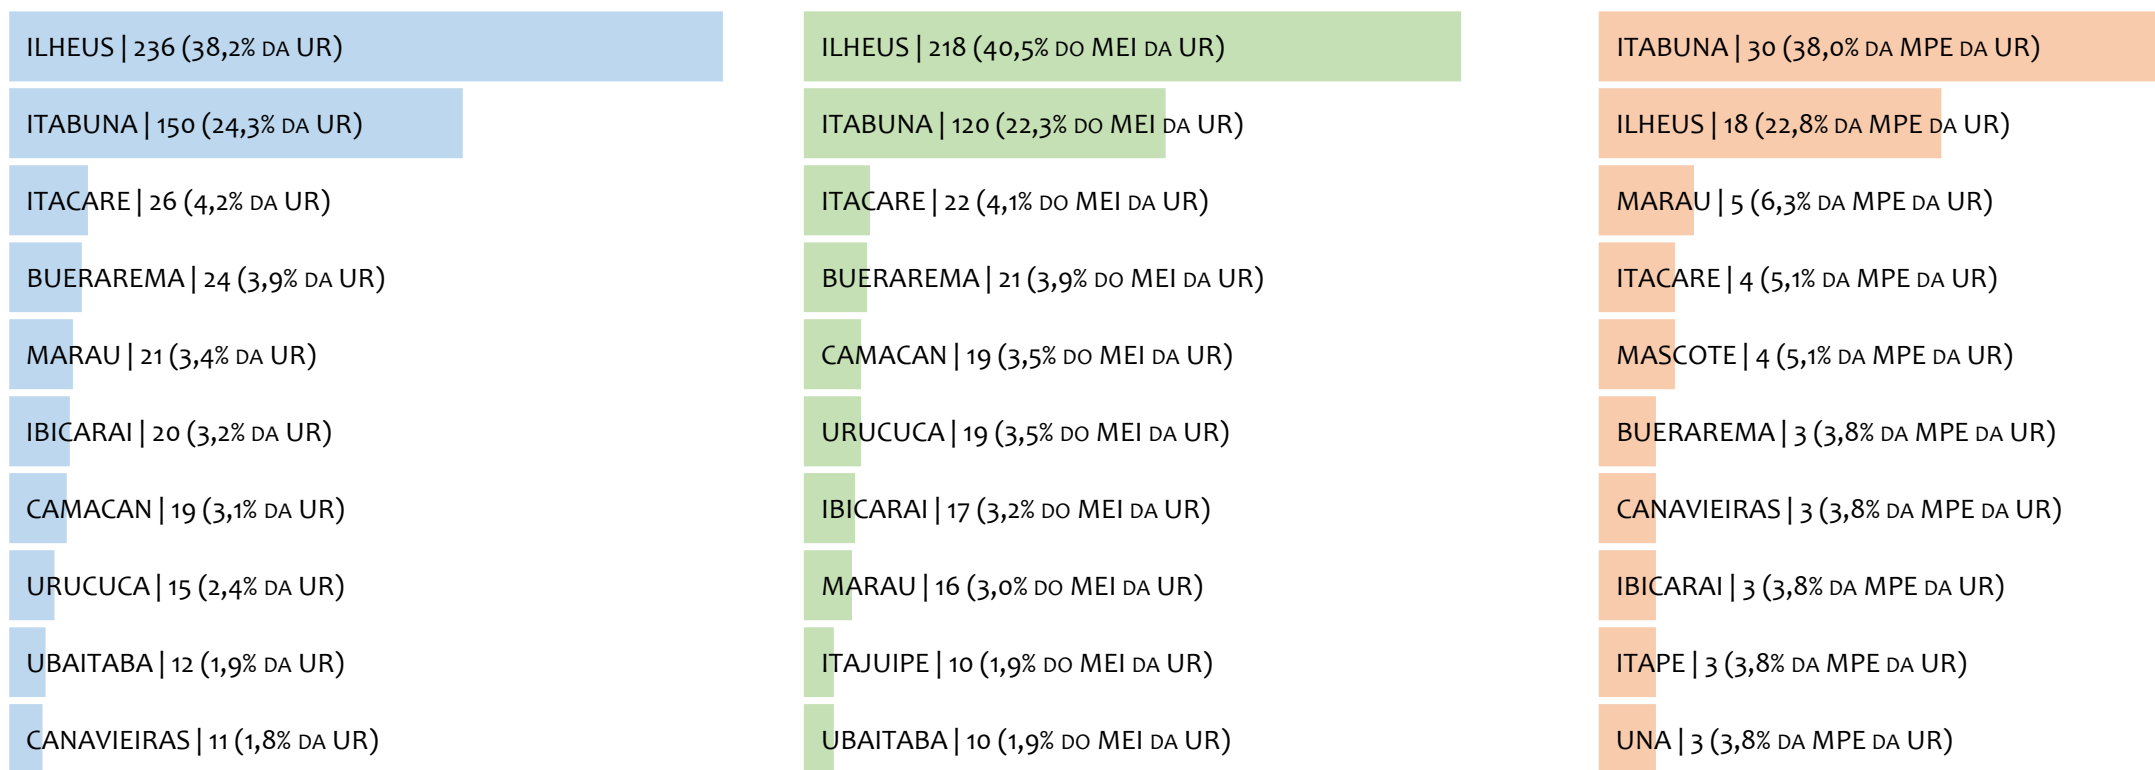 ILHEUS | 236 (38,2% DA UR)
ITABUNA | 150 (24,3% DA UR)
ITACARE | 26 (4,2% DA UR)
BUERAREMA | 24 (3,9% DA UR)
MARAU | 21 (3,4% DA UR)
IBICARAI | 20 (3,2% DA UR)
CAMACAN | 19 (3,1% DA UR)
URUCUCA | 15 (2,4% DA UR)
UBAITABA | 12 (1,9% DA UR)
CANAVIEIRAS | 11 (1,8% DA UR)
ILHEUS | 218 (40,5% DO MEI DA UR)
ITABUNA | 120 (22,3% DO MEI DA UR)
ITACARE | 22 (4,1% DO MEI DA UR)
BUERAREMA | 21 (3,9% DO MEI DA UR)
CAMACAN | 19 (3,5% DO MEI DA UR)
URUCUCA | 19 (3,5% DO MEI DA UR)
IBICARAI | 17 (3,2% DO MEI DA UR)
MARAU | 16 (3,0% DO MEI DA UR)
ITAJUIPE | 10 (1,9% DO MEI DA UR)
UBAITABA | 10 (1,9% DO MEI DA UR)
ITABUNA | 30 (38,0% DA MPE DA UR)
ILHEUS | 18 (22,8% DA MPE DA UR)
MARAU | 5 (6,3% DA MPE DA UR)
ITACARE | 4 (5,1% DA MPE DA UR)
MASCOTE | 4 (5,1% DA MPE DA UR)
BUERAREMA | 3 (3,8% DA MPE DA UR)
CANAVIEIRAS | 3 (3,8% DA MPE DA UR)
IBICARAI | 3 (3,8% DA MPE DA UR)
ITAPE | 3 (3,8% DA MPE DA UR)
UNA | 3 (3,8% DA MPE DA UR)